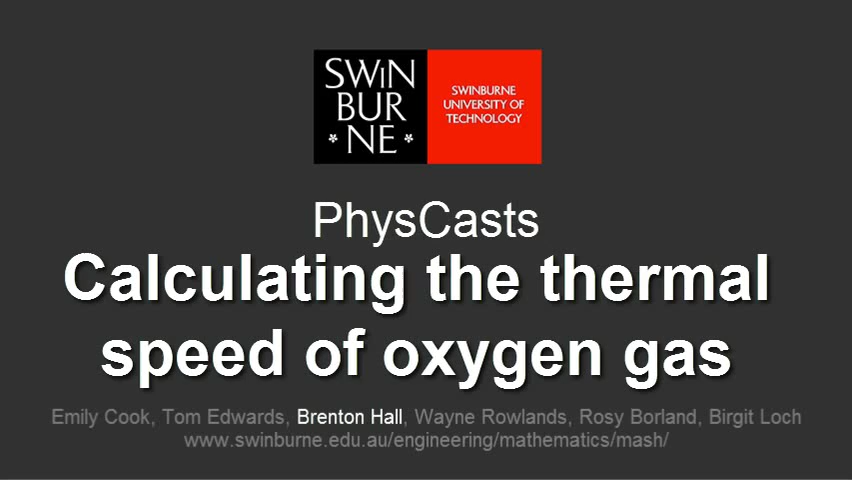 SWiN
BUR
* NE *
SWINBURNE
UNIVERSITY OF
TECHNOLOGY
PhysCasts
Calculating the thermal
speed of oxygen gas
Emily Cook, Tom Edwards, Brenton Hall, Wayne Rowlands, Rosy Borland, Birgit Loch
www.swinburne.edu.au/engineering/mathematics/mash/